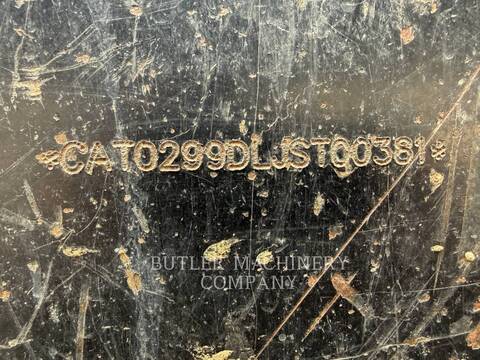 *CAT0299DLJST00381*
BUTLER MACHINERY
COMPANY